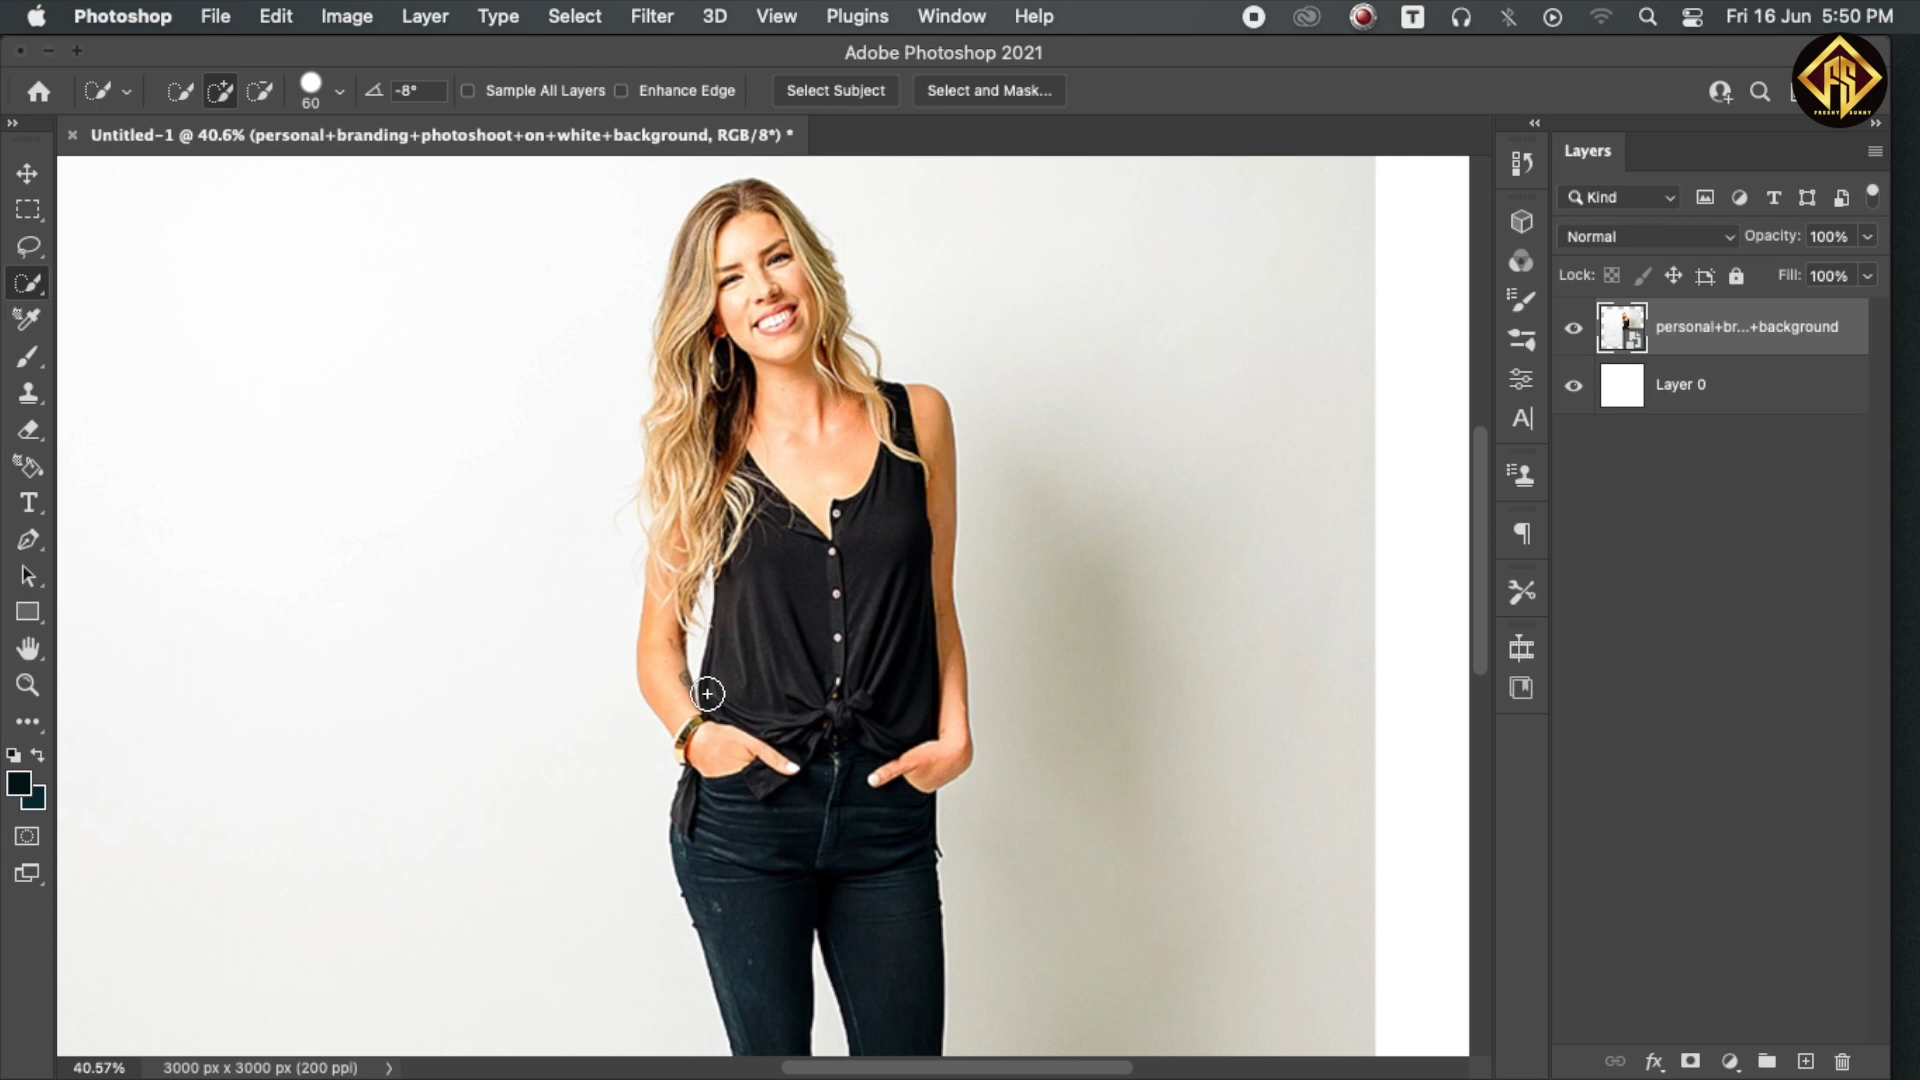 Photoshop File Edit Image Layer Type Select Filter 3D View Plugins Window Help T Fri 16 Jun 5:50 PM
Adobe Photoshop 2021
60 -8° Sample All Layers Enhance Edge Select Subject Select and Mask...
FS
FRESHY SUNNY
Untitled-1 @ 40.6% (personal+branding+photoshoot+on+white+background, RGB/8*) *
Layers
Kind
Normal Opacity: 100%
Lock: Fill: 100%
personal+br...+background
Layer 0
40.57% 3000 px x 3000 px (200 ppi)